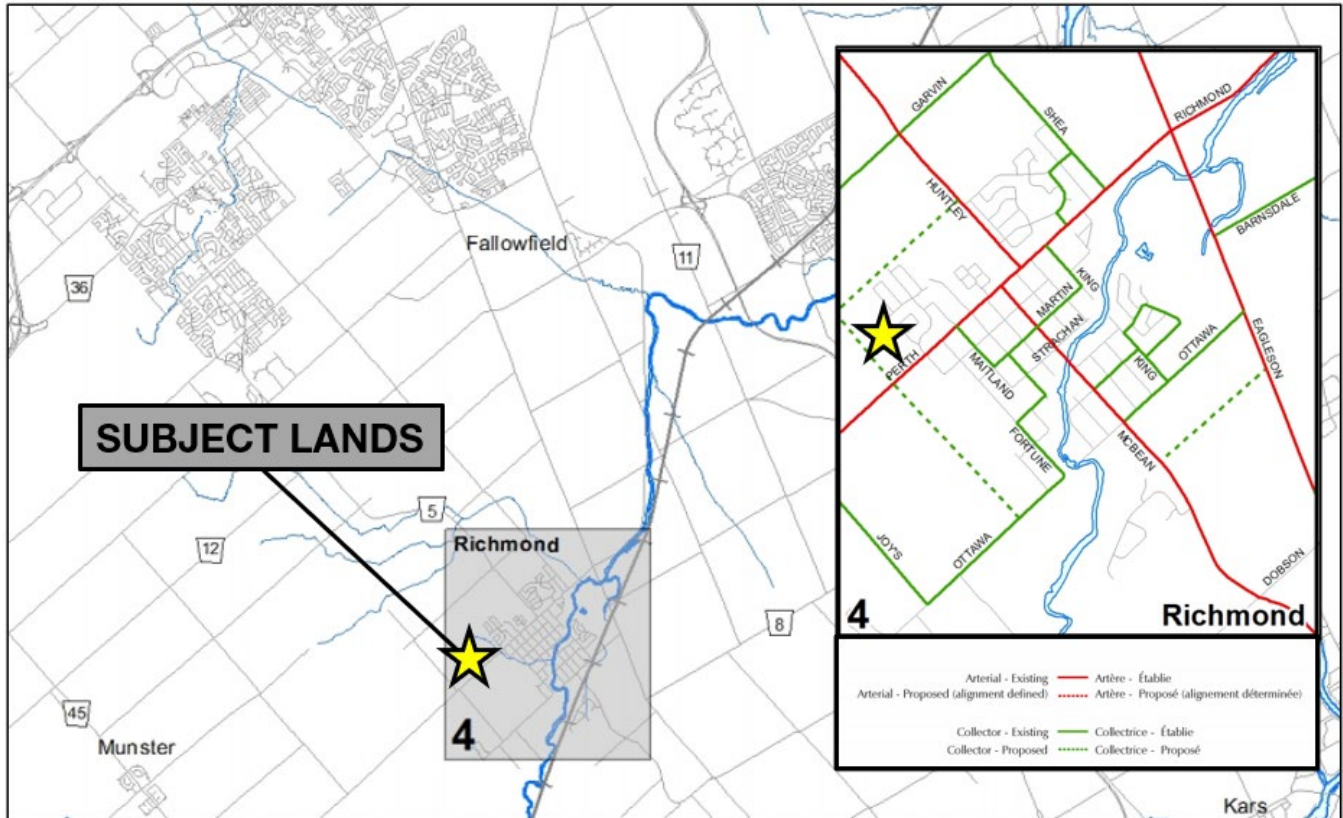 Fallowfield
11
36
SUBJECT LANDS
5
12
Richmond
8
4
45
Munster
Kars
GARVIN
SHEA
RICHMOND
HUNTLEY
BARNSDALE
KING
MARTIN
STRACHAN
OTTAWA
EAGLESON
PERTH
MAITLAND
KING
MCBEAN
FORTUNE
JOY'S
OTTAWA
DOBSON
4
Richmond
Arterial - Existing Artère - Établie
Arterial - Proposed (alignment defined) Artère - Proposé (alignement déterminée)
Collector - Existing Collectrice - Établie
Collector - Proposed Collectrice - Proposé